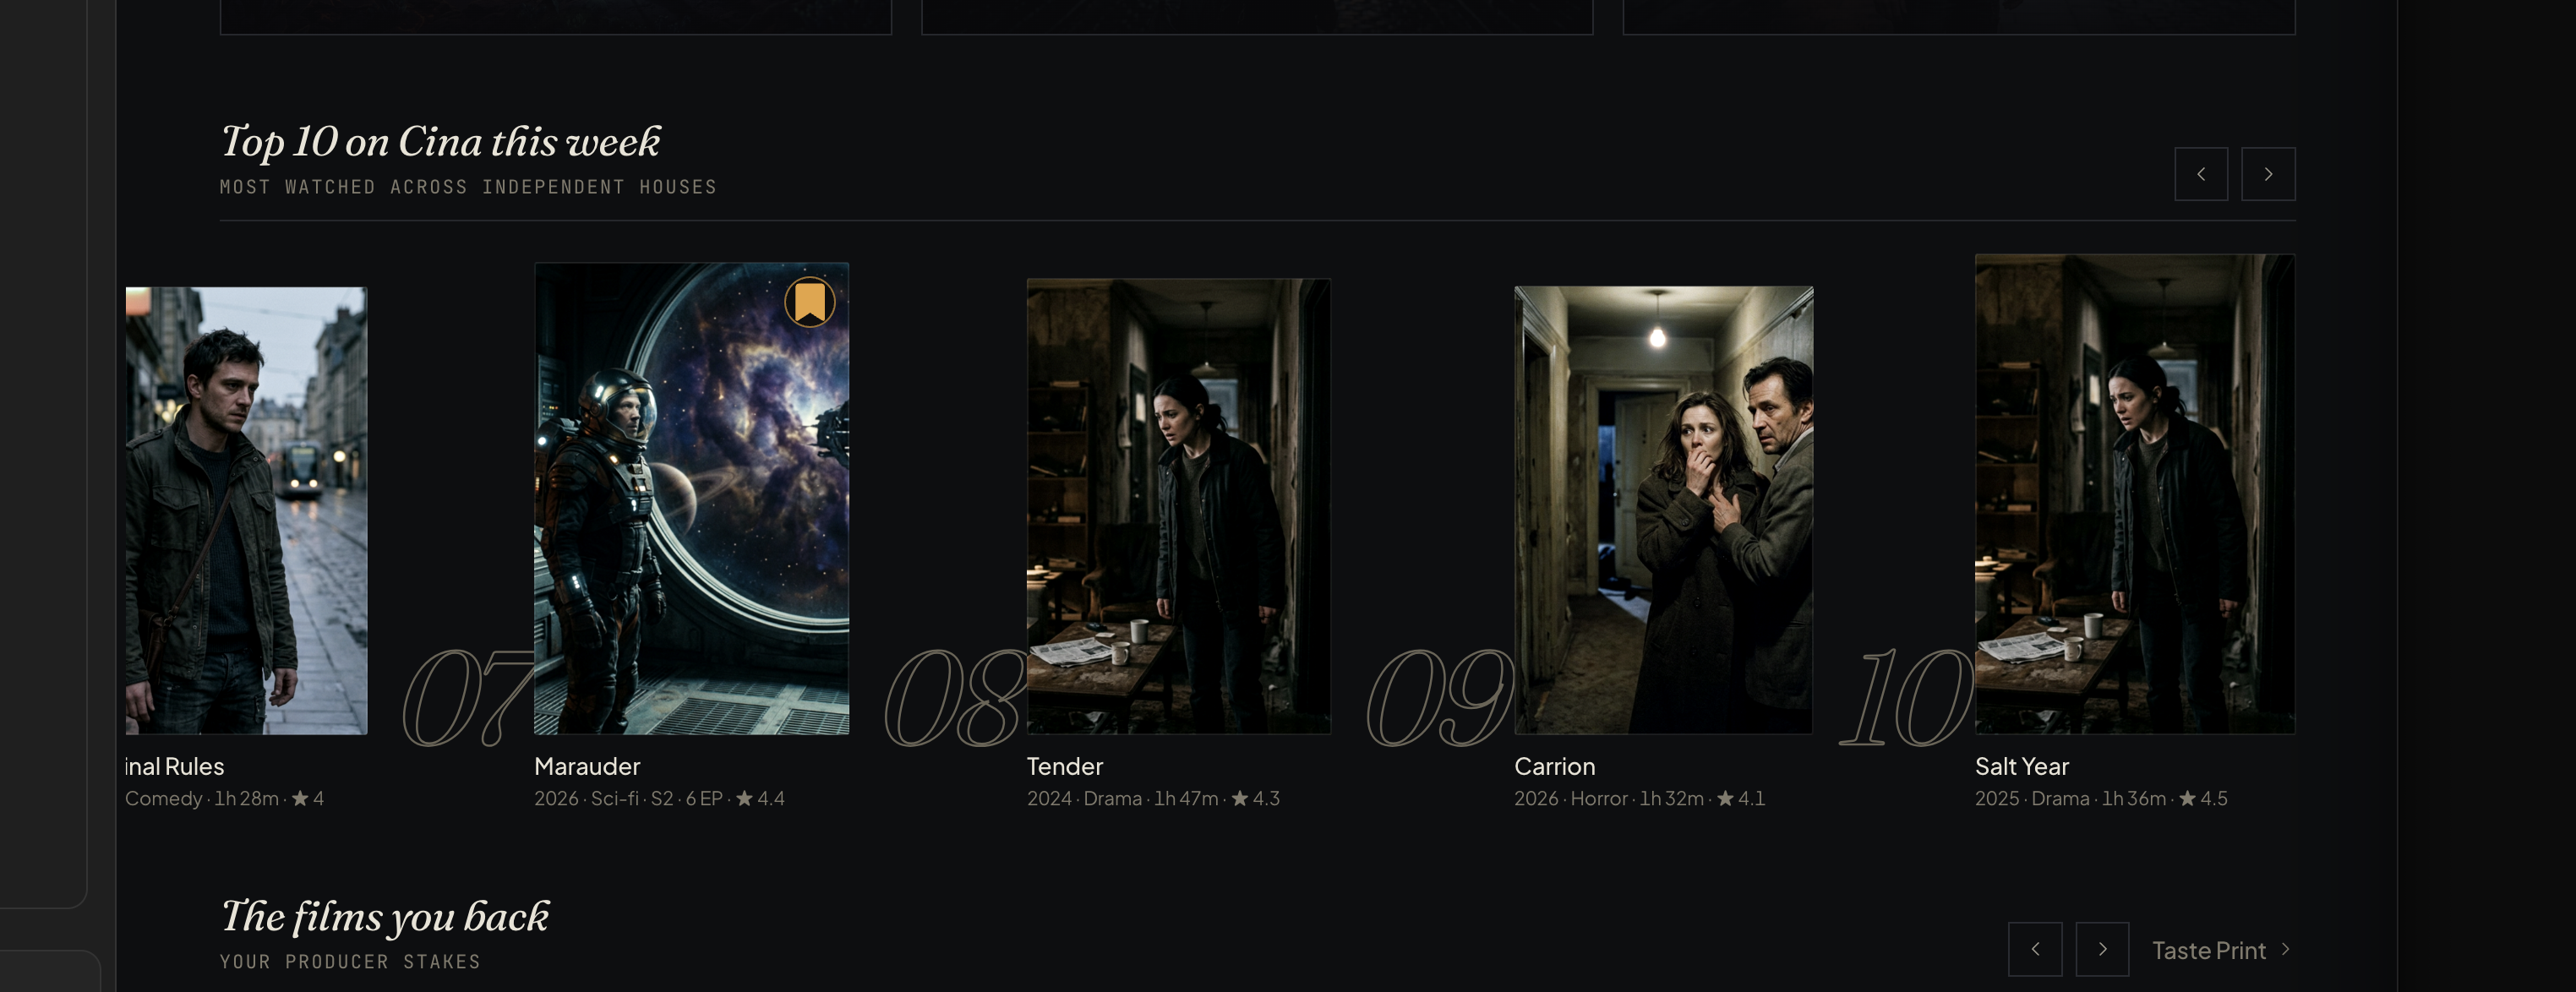 Top 10 on Cina this week
MOST WATCHED ACROSS INDEPENDENT HOUSES
07
08
09
10
inal Rules
Comedy · 1h 28m · ★ 4
Marauder
2026 · Sci-fi · S2 · 6 EP · ★ 4.4
Tender
2024 · Drama · 1h 47m · ★ 4.3
Carrion
2026 · Horror · 1h 32m · ★ 4.1
Salt Year
2025 · Drama · 1h 36m · ★ 4.5
The films you back
YOUR PRODUCER STAKES
Taste Print